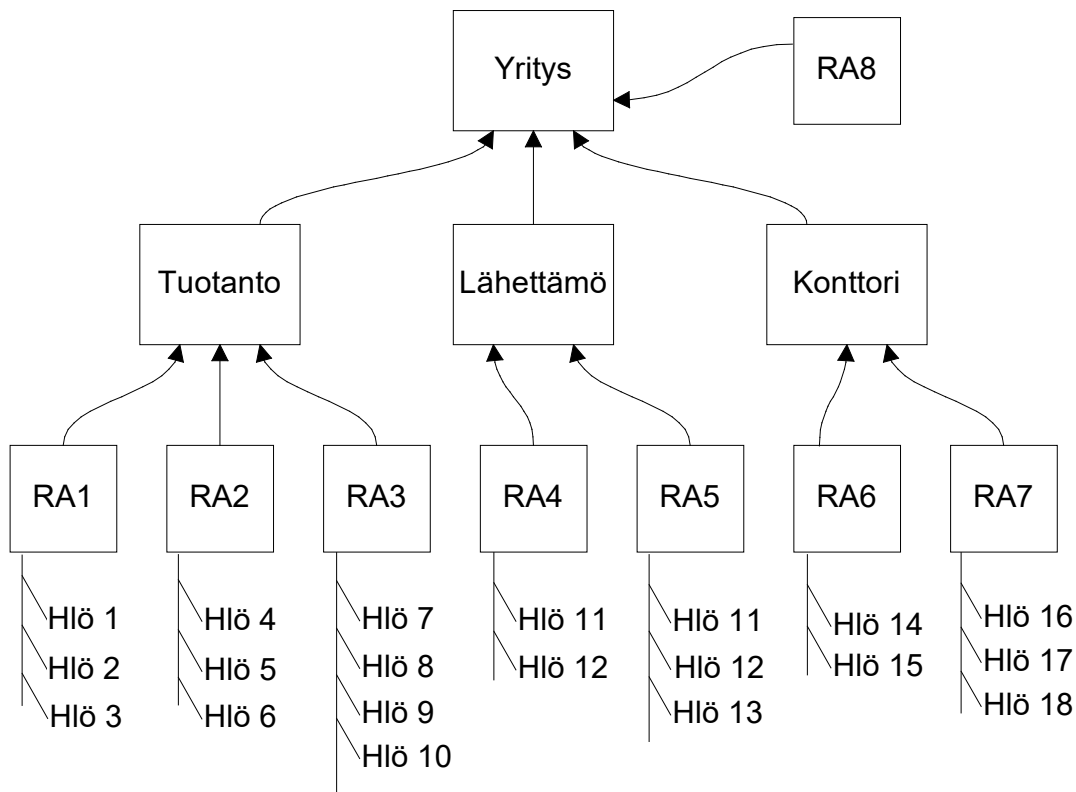 Yritys
RA8
Tuotanto
Lähettämö
Konttori
RA1
RA2
RA3
RA4
RA5
RA6
RA7
Hlö 1
Hlö 2
Hlö 3
Hlö 4
Hlö 5
Hlö 6
Hlö 7
Hlö 8
Hlö 9
Hlö 10
Hlö 11
Hlö 12
Hlö 11
Hlö 12
Hlö 13
Hlö 14
Hlö 15
Hlö 16
Hlö 17
Hlö 18